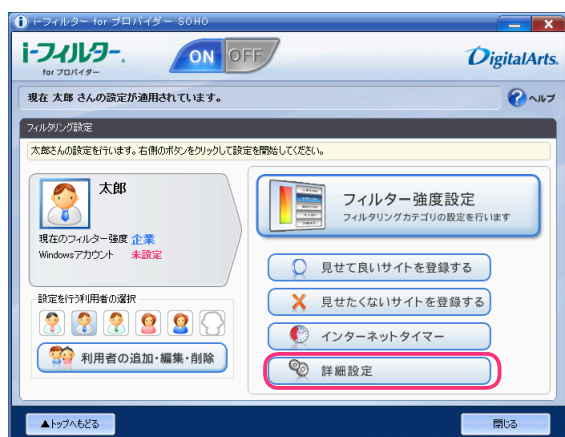 i-フィルター for プロバイダー SOHO
i-フィルター.
for プロバイダー
ON OFF
DigitalArts.
現在 太郎 さんの設定が適用されています。
ヘルプ
フィルタリング設定
太郎さんの設定を行います。右側のボタンをクリックして設定を開始してください。
太郎
現在のフィルター強度 企業
Windowsアカウント 未設定
設定を行う利用者の選択
利用者の追加・編集・削除
フィルター強度設定
フィルタリングカテゴリの設定を行います
見せて良いサイトを登録する
見せたくないサイトを登録する
インターネットタイマー
詳細設定
▲トップへもどる
閉じる